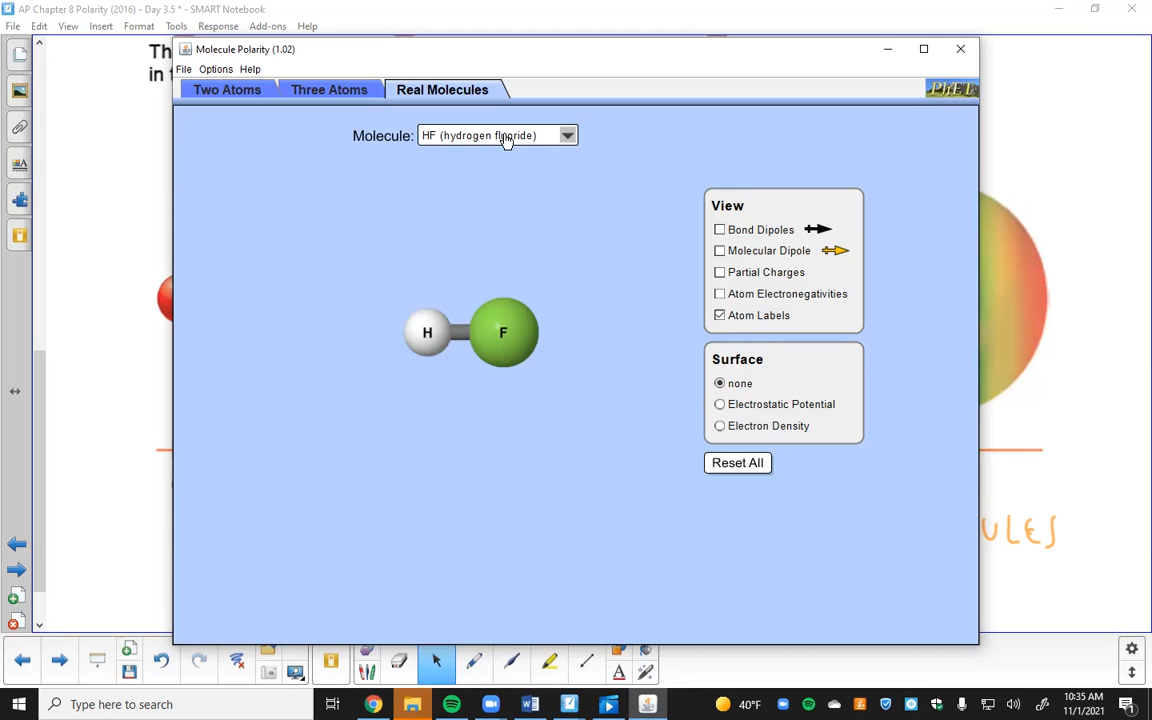 AP Chapter 8 Polarity (2016) - Day 3.5 * - SMART Notebook
File Edit View Insert Format Tools Response Add-ons Help
Th
in
Molecule Polarity (1.02)
File Options Help
Two Atoms Three Atoms Real Molecules PhET
Molecule: HF (hydrogen fluoride)
View
Bond Dipoles
Molecular Dipole
Partial Charges
Atom Electronegativities
Atom Labels
H F
Surface
none
Electrostatic Potential
Electron Density
Reset All
ULES
A
Type here to search
W
40°F
10:35 AM
11/1/2021
1